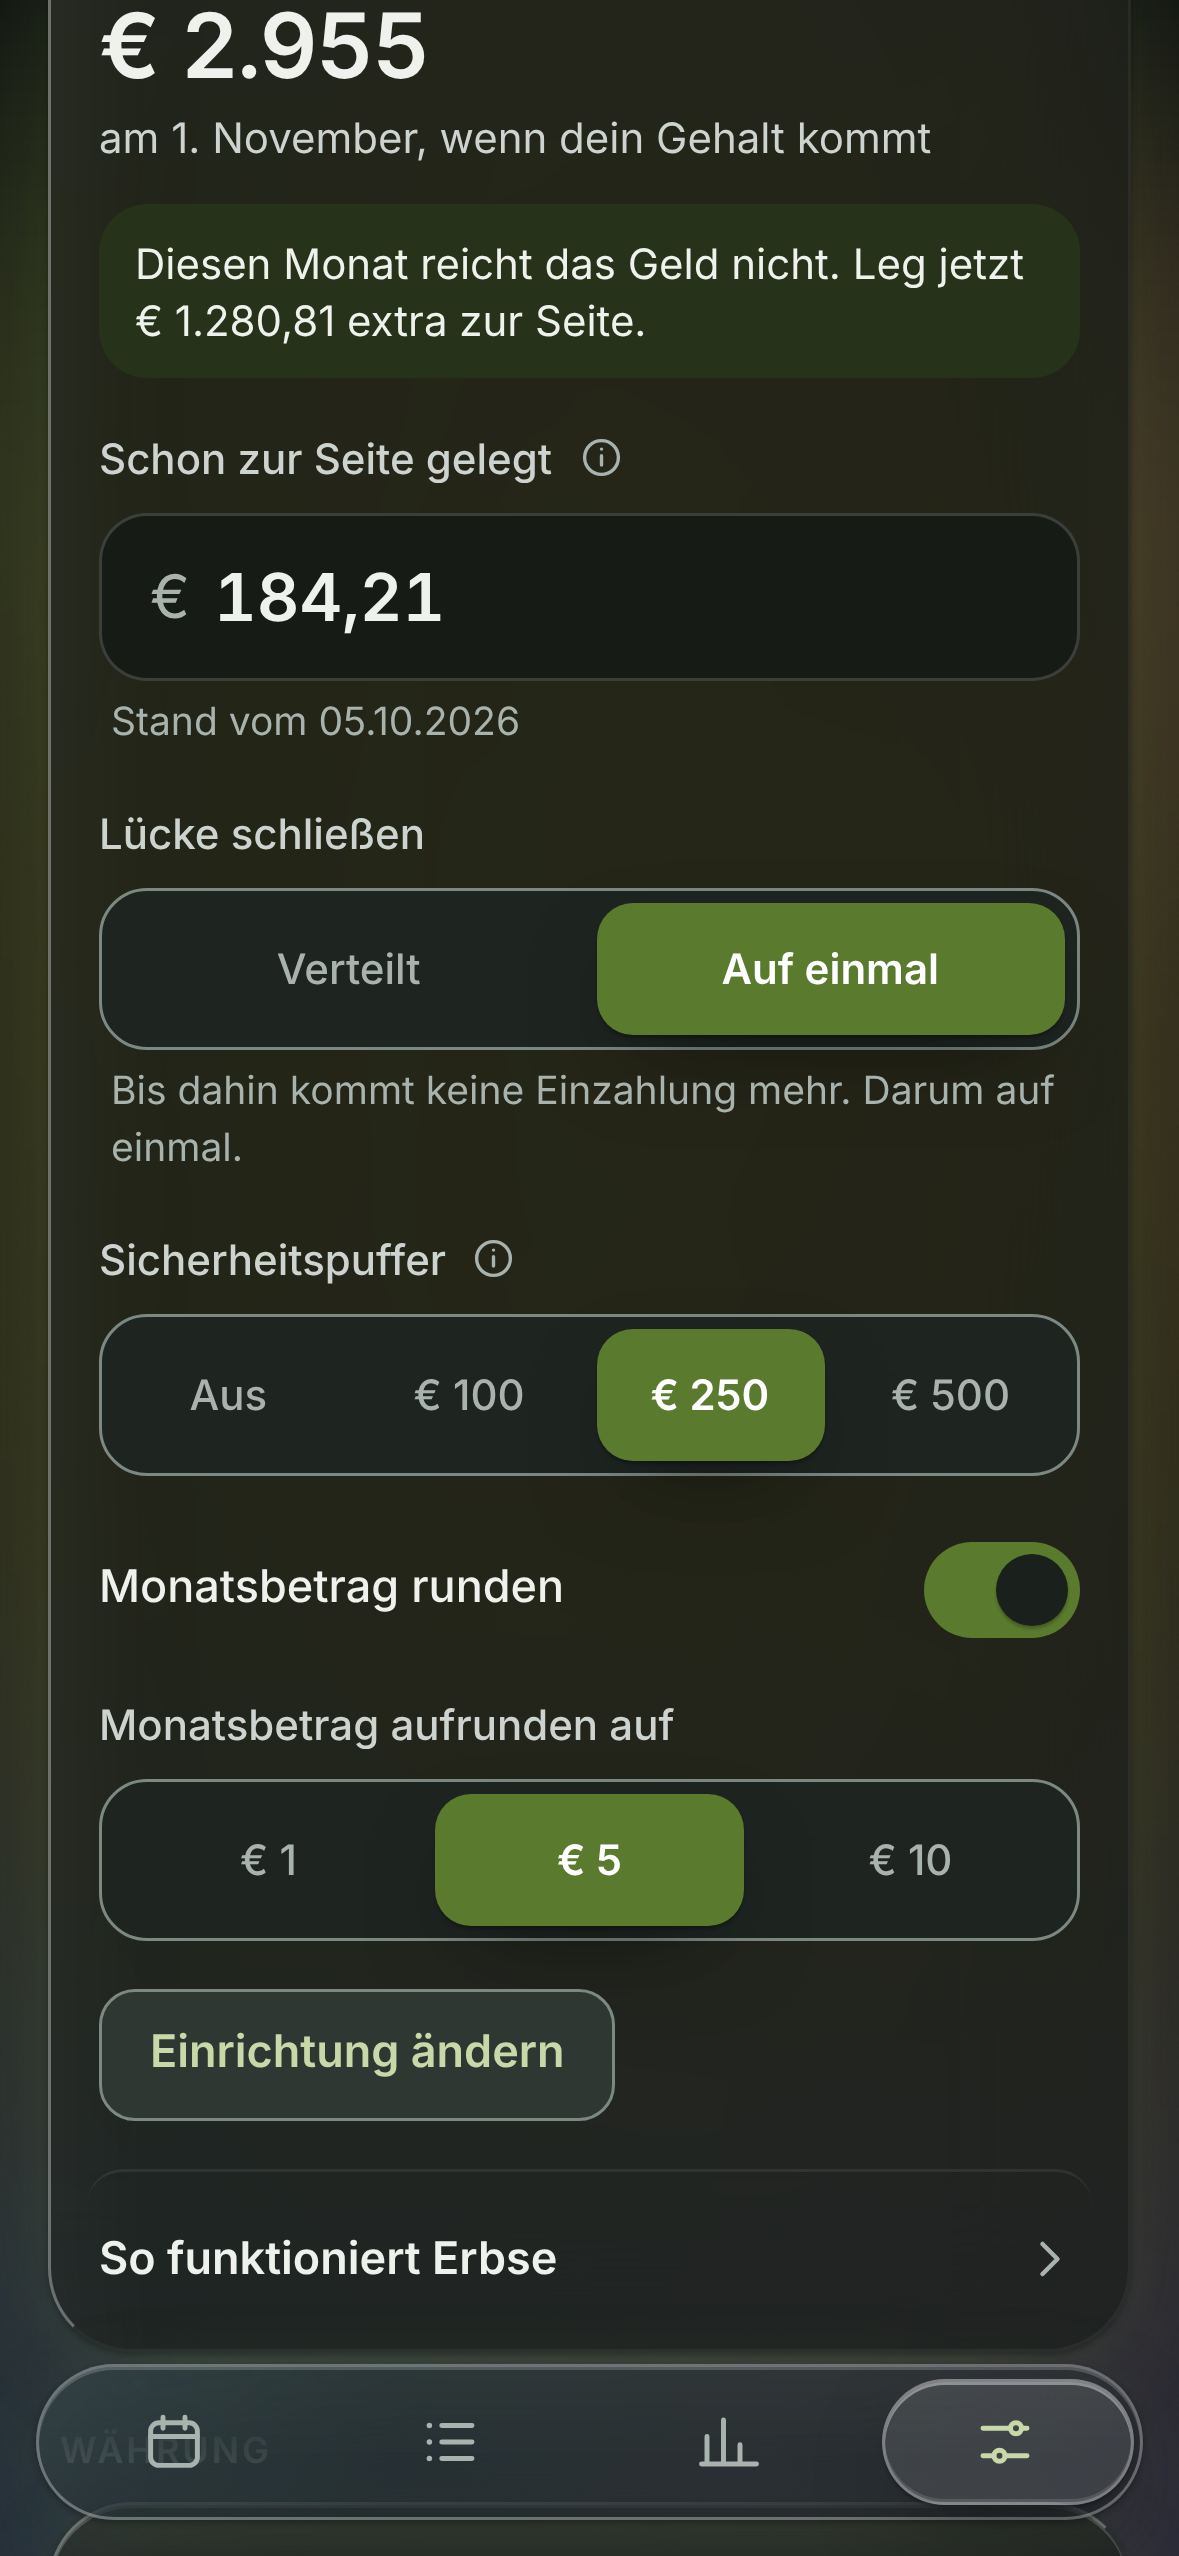 € 2.955
am 1. November, wenn dein Gehalt kommt
Diesen Monat reicht das Geld nicht. Leg jetzt
€ 1.280,81 extra zur Seite.
Schon zur Seite gelegt
€ 184,21
Stand vom 05.10.2026
Lücke schließen
Verteilt Auf einmal
Bis dahin kommt keine Einzahlung mehr. Darum auf
einmal.
Sicherheitspuffer
Aus € 100 € 250 € 500
Monatsbetrag runden
Monatsbetrag aufrunden auf
€ 1 € 5 € 10
Einrichtung ändern
So funktioniert Erbse
WÄHRUNG